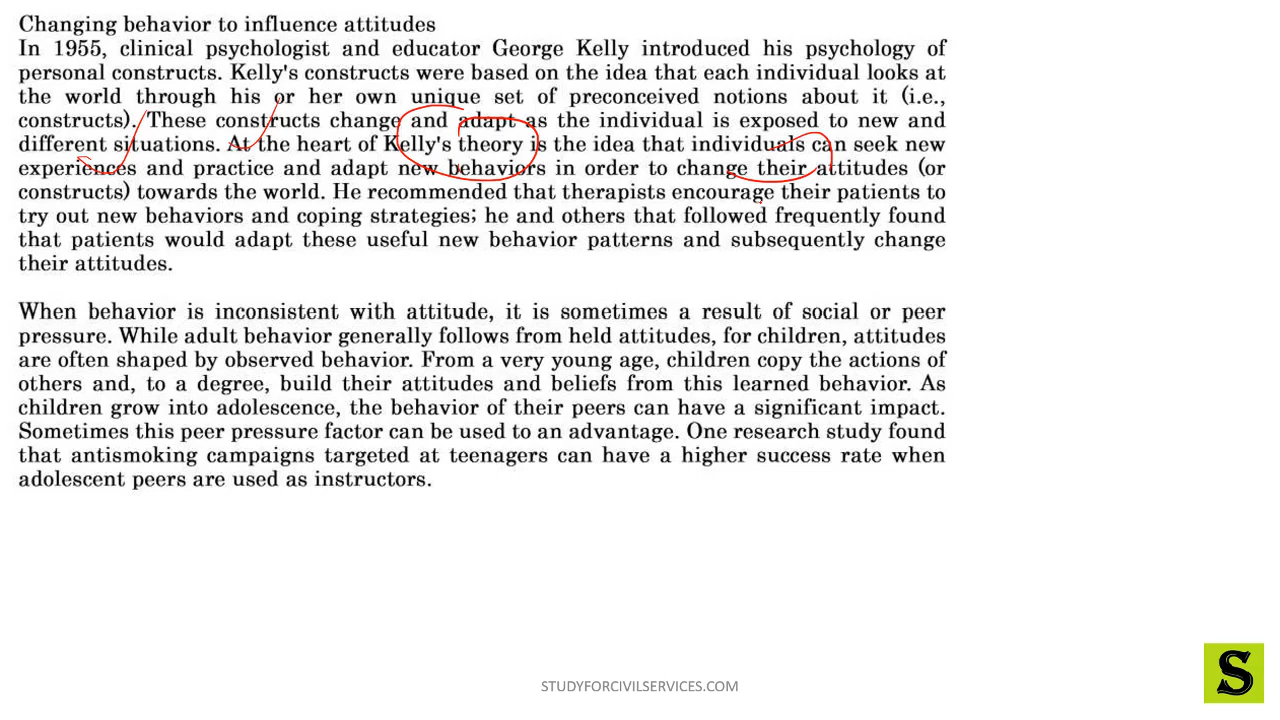 Changing behavior to influence attitudes
In 1955, clinical psychologist and educator George Kelly introduced his psychology of
personal constructs. Kelly's constructs were based on the idea that each individual looks at
the world through his or her own unique set of preconceived notions about it (i.e.,
constructs). These constructs change and adapt as the individual is exposed to new and
different situations. At the heart of Kelly's theory is the idea that individuals can seek new
experiences and practice and adapt new behaviors in order to change their attitudes (or
constructs) towards the world. He recommended that therapists encourage their patients to
try out new behaviors and coping strategies; he and others that followed frequently found
that patients would adapt these useful new behavior patterns and subsequently change
their attitudes.
When behavior is inconsistent with attitude, it is sometimes a result of social or peer
pressure. While adult behavior generally follows from held attitudes, for children, attitudes
are often shaped by observed behavior. From a very young age, children copy the actions of
others and, to a degree, build their attitudes and beliefs from this learned behavior. As
children grow into adolescence, the behavior of their peers can have a significant impact.
Sometimes this peer pressure factor can be used to an advantage. One research study found
that antismoking campaigns targeted at teenagers can have a higher success rate when
adolescent peers are used as instructors.
STUDYFORCIVILSERVICES.COM
S